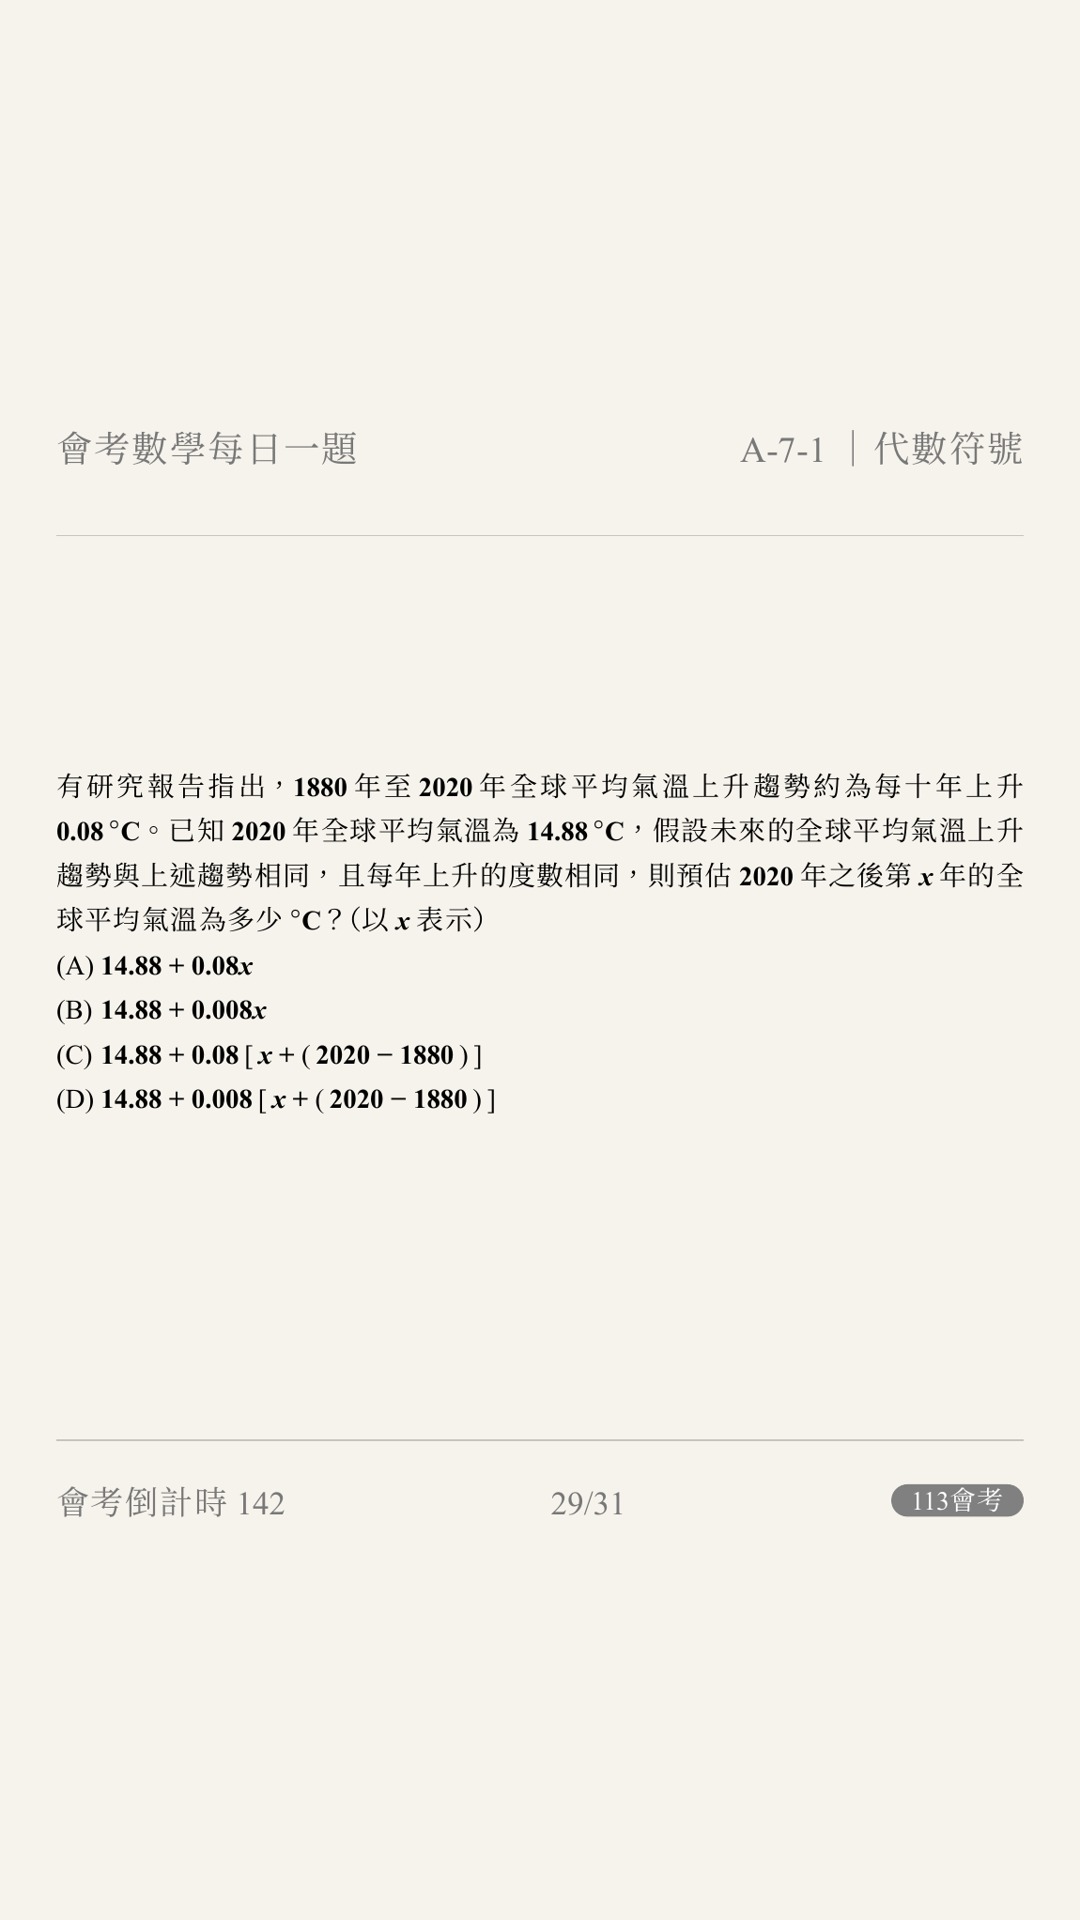 會考數學每日一題
A-7-1｜代數符號
有研究報告指出，1880 年至 2020 年全球平均氣溫上升趨勢約為每十年上升
0.08 °C。已知 2020 年全球平均氣溫為 14.88 °C，假設未來的全球平均氣溫上升
趨勢與上述趨勢相同，且每年上升的度數相同，則預估 2020 年之後第 x 年的全
球平均氣溫為多少 °C？（以 x 表示）
(A) 14.88 + 0.08x
(B) 14.88 + 0.008x
(C) 14.88 + 0.08 [ x + ( 2020 − 1880 ) ]
(D) 14.88 + 0.008 [ x + ( 2020 − 1880 ) ]
會考倒計時 142
29/31
113會考